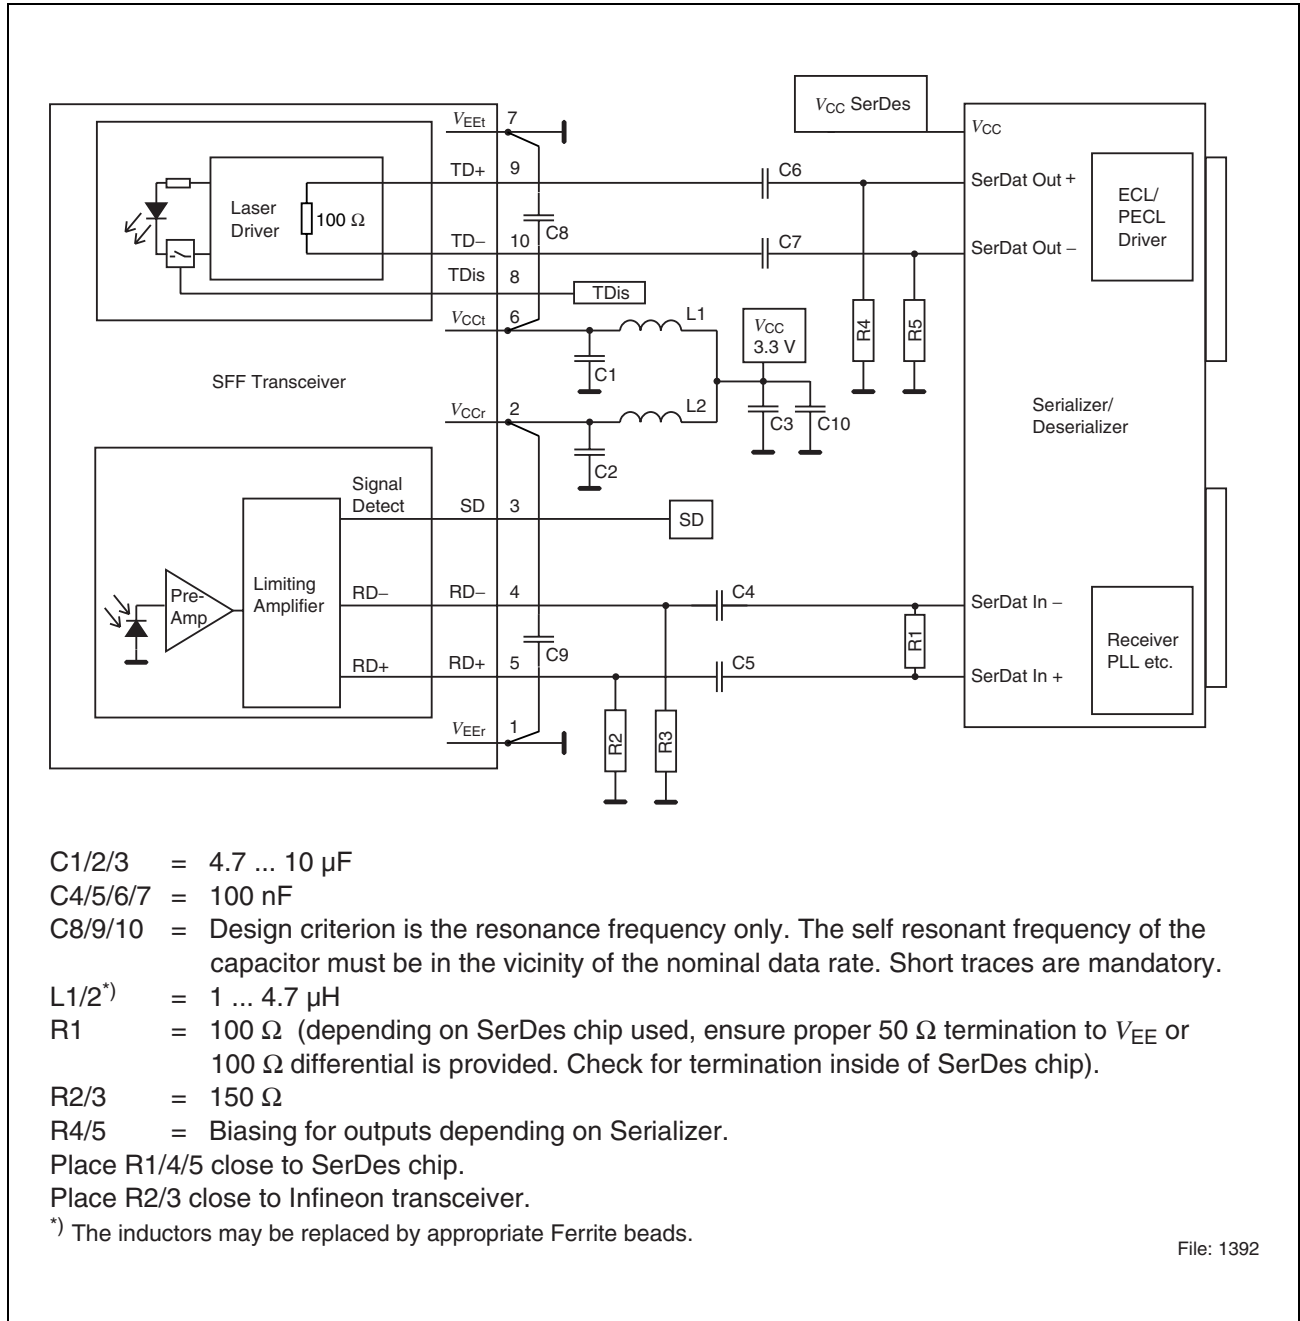 V_CC SerDes
V_EEt 7
V_CC
TD+ 9
C6
SerDat Out +
ECL/
PECL
Driver
Laser
Driver
100 Ω
C8
TD− 10
C7
SerDat Out −
TDis 8
TDis
V_CCt 6
L1
V_CC
3.3 V
R4
R5
C1
SFF Transceiver
V_CCr 2
L2
C3
C10
Serializer/
Deserializer
C2
Signal
Detect
SD 3
SD
Pre-
Amp
Limiting
Amplifier
RD−
RD− 4
C4
SerDat In −
R1
Receiver
PLL etc.
C9
RD+
RD+ 5
C5
SerDat In +
V_EEr 1
R2
R3
C1/2/3 = 4.7 ... 10 µF
C4/5/6/7 = 100 nF
C8/9/10 = Design criterion is the resonance frequency only. The self resonant frequency of the
capacitor must be in the vicinity of the nominal data rate. Short traces are mandatory.
L1/2*) = 1 ... 4.7 µH
R1 = 100 Ω (depending on SerDes chip used, ensure proper 50 Ω termination to V_EE or
100 Ω differential is provided. Check for termination inside of SerDes chip).
R2/3 = 150 Ω
R4/5 = Biasing for outputs depending on Serializer.
Place R1/4/5 close to SerDes chip.
Place R2/3 close to Infineon transceiver.
*) The inductors may be replaced by appropriate Ferrite beads.
File: 1392